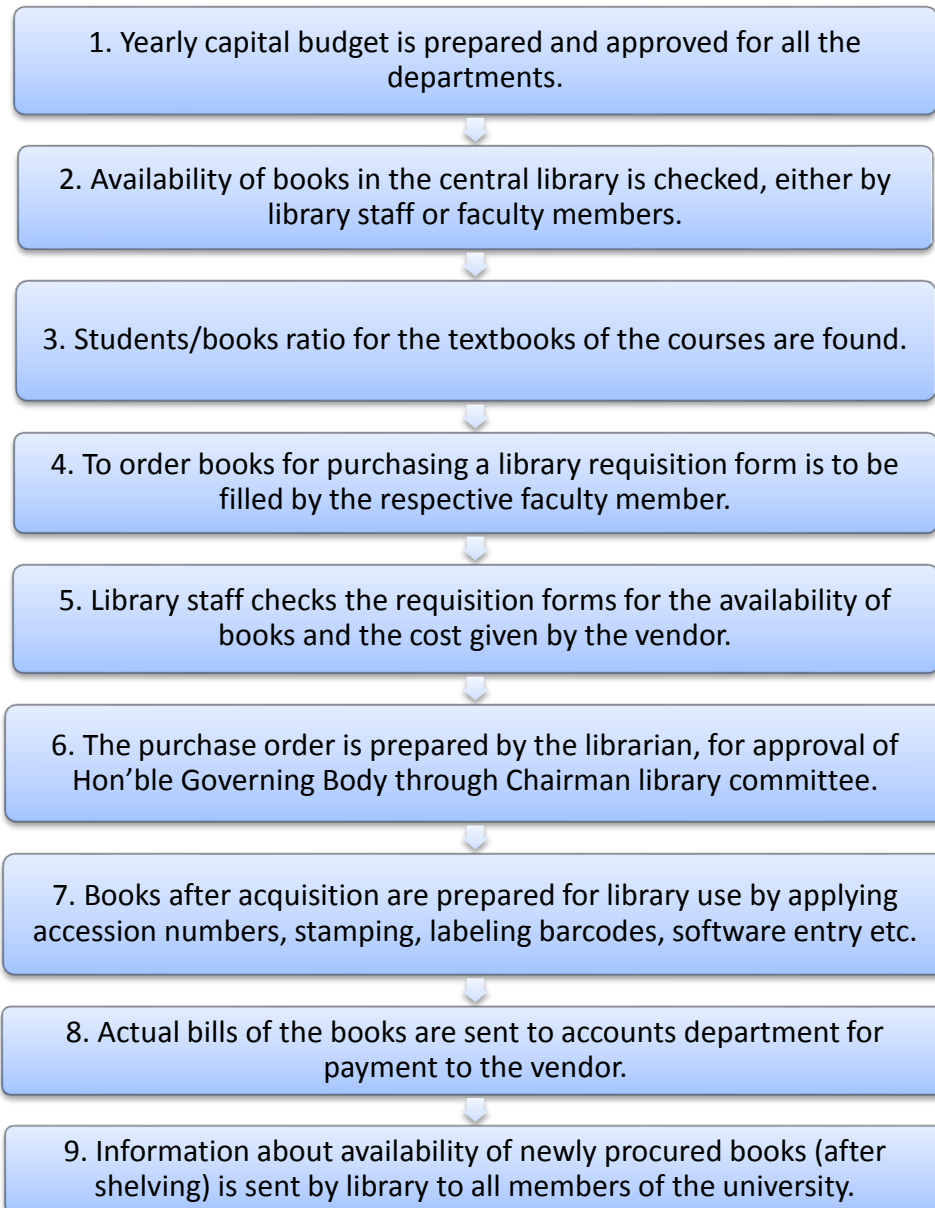 1. Yearly capital budget is prepared and approved for all the
departments.
2. Availability of books in the central library is checked, either by
library staff or faculty members.
3. Students/books ratio for the textbooks of the courses are found.
4. To order books for purchasing a library requisition form is to be
filled by the respective faculty member.
5. Library staff checks the requisition forms for the availability of
books and the cost given by the vendor.
6. The purchase order is prepared by the librarian, for approval of
Hon’ble Governing Body through Chairman library committee.
7. Books after acquisition are prepared for library use by applying
accession numbers, stamping, labeling barcodes, software entry etc.
8. Actual bills of the books are sent to accounts department for
payment to the vendor.
9. Information about availability of newly procured books (after
shelving) is sent by library to all members of the university.